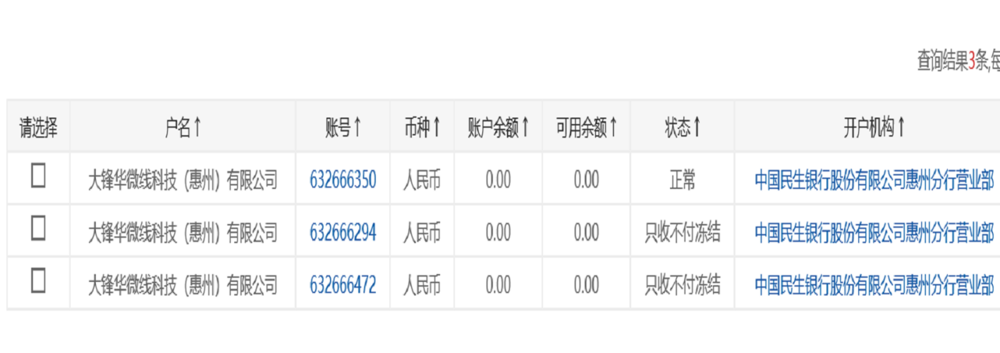 查询结果3条,每
请选择 户名↑ 账号↑ 币种↑ 账户余额↑ 可用余额↑ 状态↑ 开户机构↑
大锋华微线科技（惠州）有限公司 632666350 人民币 0.00 0.00 正常 中国民生银行股份有限公司惠州分行营业部
大锋华微线科技（惠州）有限公司 632666294 人民币 0.00 0.00 只收不付冻结 中国民生银行股份有限公司惠州分行营业部
大锋华微线科技（惠州）有限公司 632666472 人民币 0.00 0.00 只收不付冻结 中国民生银行股份有限公司惠州分行营业部